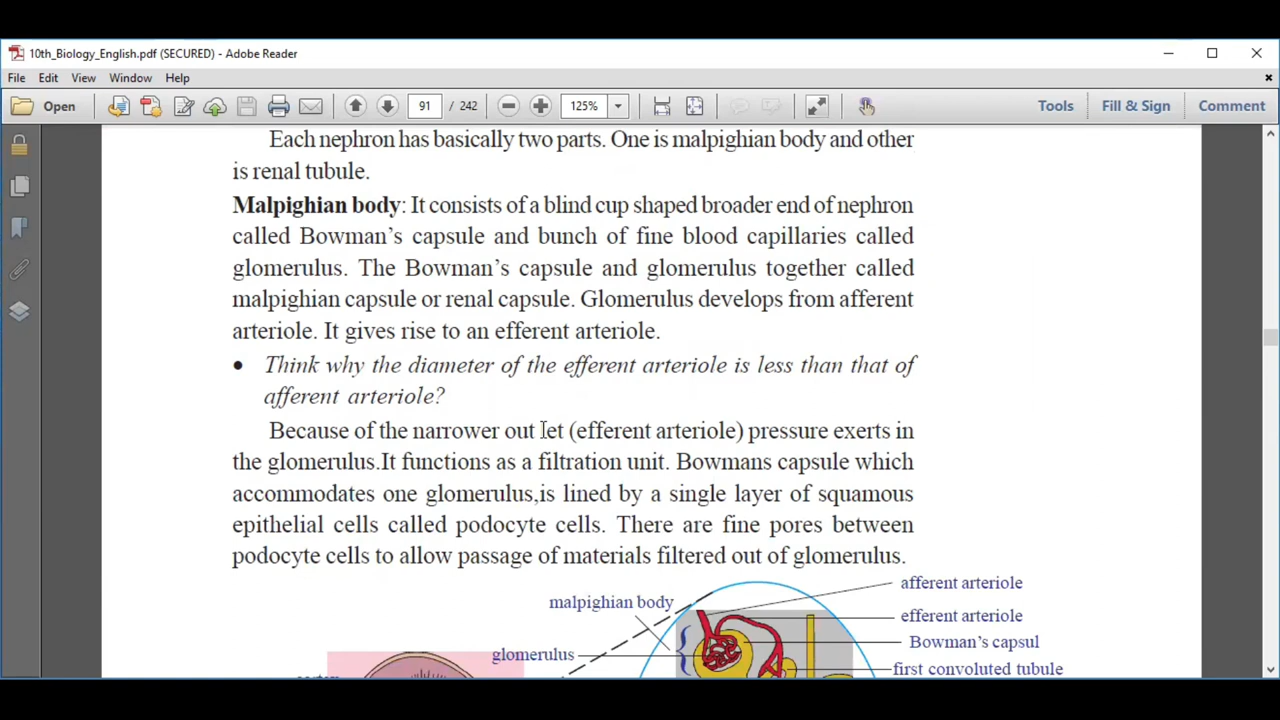 10th_Biology_English.pdf (SECURED) - Adobe Reader
File Edit View Window Help
Open 91 / 242 125% Tools Fill & Sign Comment
Each nephron has basically two parts. One is malpighian body and other
is renal tubule.
Malpighian body: It consists of a blind cup shaped broader end of nephron
called Bowman's capsule and bunch of fine blood capillaries called
glomerulus. The Bowman's capsule and glomerulus together called
malpighian capsule or renal capsule. Glomerulus develops from afferent
arteriole. It gives rise to an efferent arteriole.
• Think why the diameter of the efferent arteriole is less than that of
afferent arteriole?
Because of the narrower out let (efferent arteriole) pressure exerts in
the glomerulus.It functions as a filtration unit. Bowmans capsule which
accommodates one glomerulus,is lined by a single layer of squamous
epithelial cells called podocyte cells. There are fine pores between
podocyte cells to allow passage of materials filtered out of glomerulus.
afferent arteriole
malpighian body
efferent arteriole
Bowman's capsul
glomerulus
first convoluted tubule